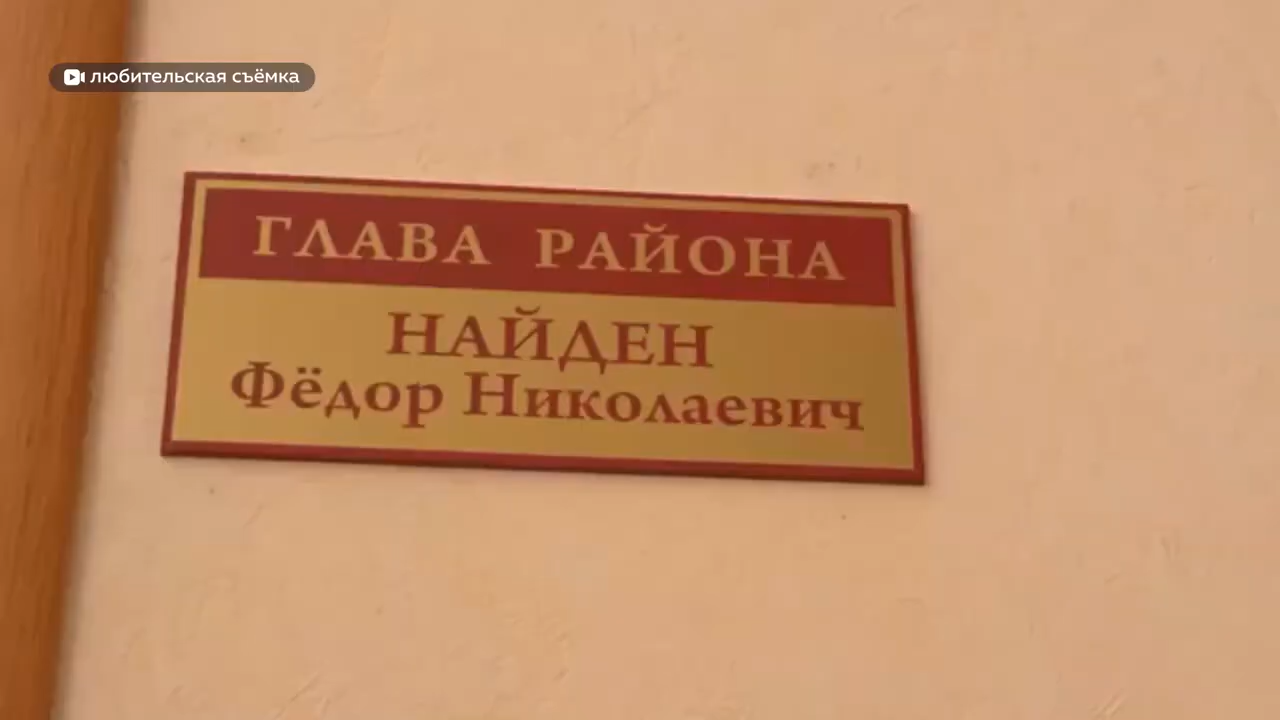 любительская съёмка
ГЛАВА РАЙОНА
НАЙДЕН
Фёдор Николаевич